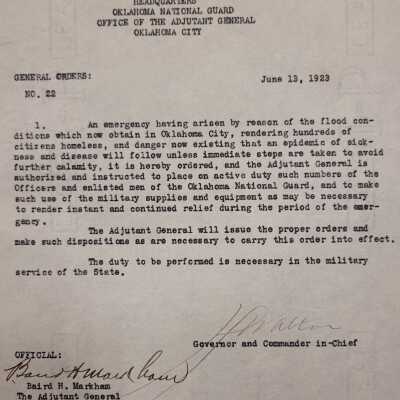 HEADQUARTERS
OKLAHOMA NATIONAL GUARD
OFFICE OF THE ADJUTANT GENERAL
OKLAHOMA CITY
GENERAL ORDERS: June 13, 1923
NO. 22
1. An emergency having arisen by reason of the flood con-
ditions which now obtain in Oklahoma City, rendering hundreds of
citizens homeless, and danger now existing that an epidemic of sick-
ness and disease will follow unless immediate steps are taken to avoid
further calamity, it is hereby ordered, and the Adjutant General is
authorized and instructed to place on active duty such numbers of the
Officers and enlisted men of the Oklahoma National Guard, and to make
such use of the military supplies and equipment as may be necessary
to render instant and continued relief during the period of the emer-
gency.
The Adjutant General will issue the proper orders and
make such dispositions as are necessary to carry this order into effect.
The duty to be performed is necessary in the military
service of the State.
Walton
Governor and Commander in-Chief
OFFICIAL:
Baird H Markham
Baird H. Markham
The Adjutant General